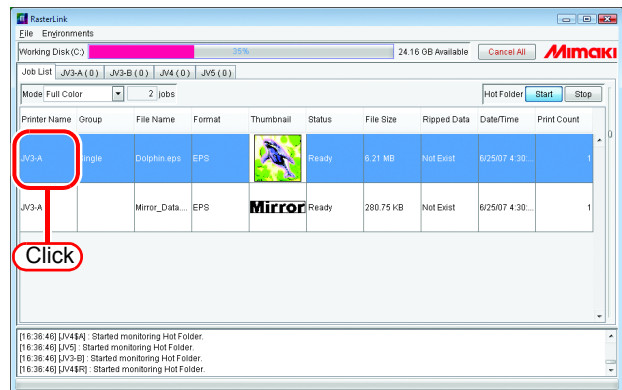 RasterLink
File Environments
Working Disk (C:) 35% 24.16 GB Available Cancel All Mimaki
Job List JV3-A ( 0 ) JV3-B ( 0 ) JV4 ( 0 ) JV5 ( 0 )
Mode Full Color 2 jobs Hot Folder Start Stop
Printer Name Group File Name Format Thumbnail Status File Size Ripped Data Date/Time Print Count
JV3-A Single Dolphin.eps EPS Ready 6.21 MB Not Exist 6/25/07 4:30:... 1
JV3-A Mirror_Data.... EPS Mirror Ready 280.75 KB Not Exist 6/25/07 4:30:... 1
Click
[16:36:46] [JV4$A] : Started monitoring Hot Folder.
[16:36:46] [JV5] : Started monitoring Hot Folder.
[16:36:46] [JV3-B] : Started monitoring Hot Folder.
[16:36:46] [JV4$R] : Started monitoring Hot Folder.